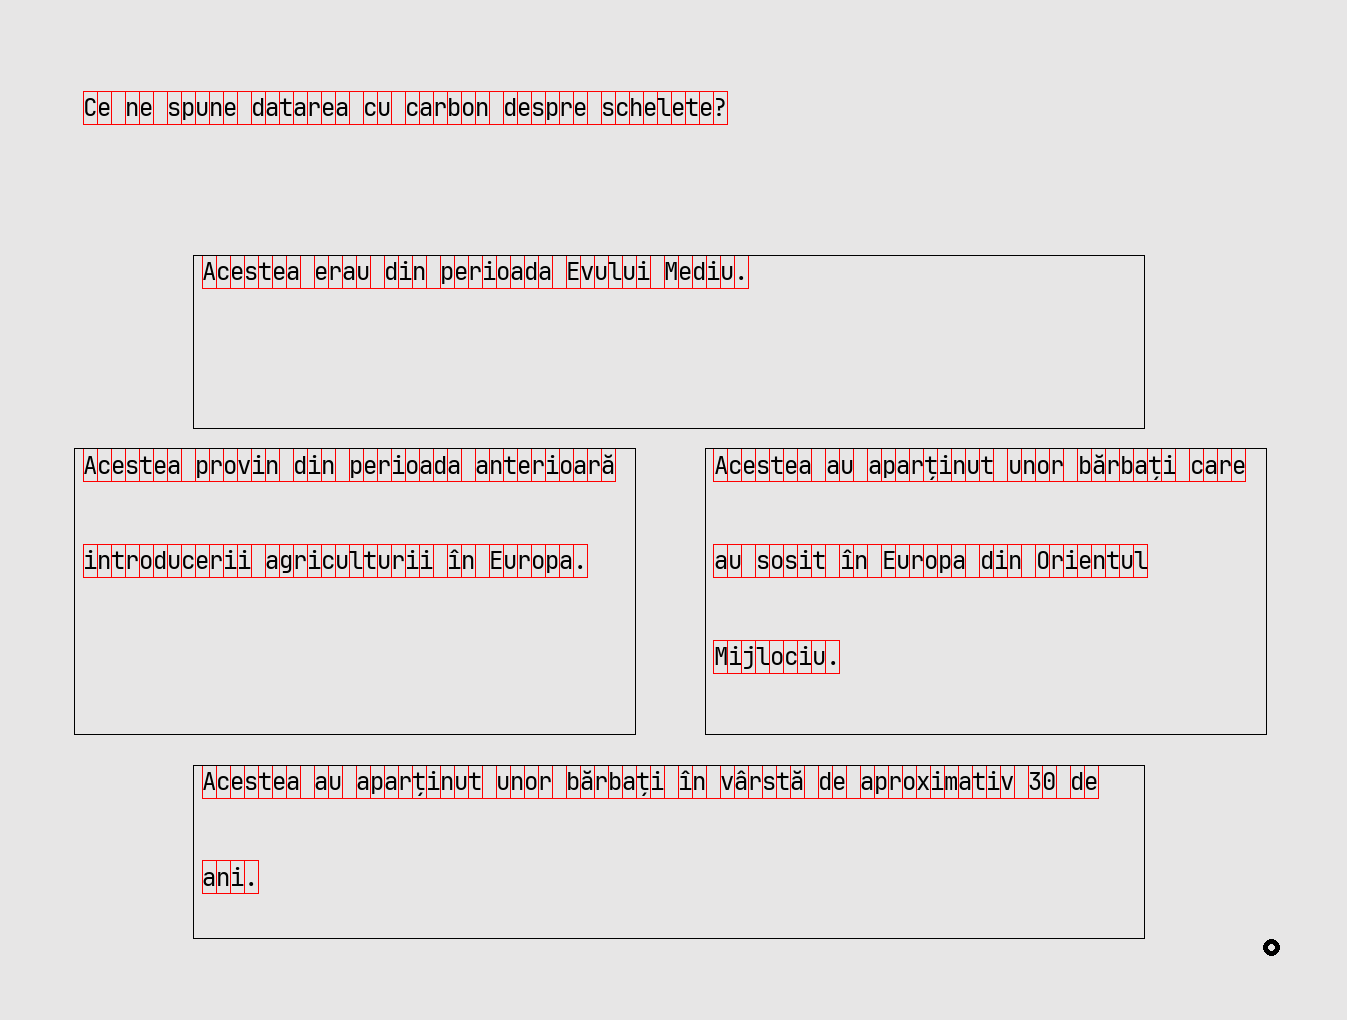 Ce ne spune datarea cu carbon despre schelete?
Acestea erau din perioada Evului Mediu.
Acestea provin din perioada anterioară
introducerii agriculturii în Europa.
Acestea au aparținut unor bărbați care
au sosit în Europa din Orientul
Mijlociu.
Acestea au aparținut unor bărbați în vârstă de aproximativ 30 de
ani.